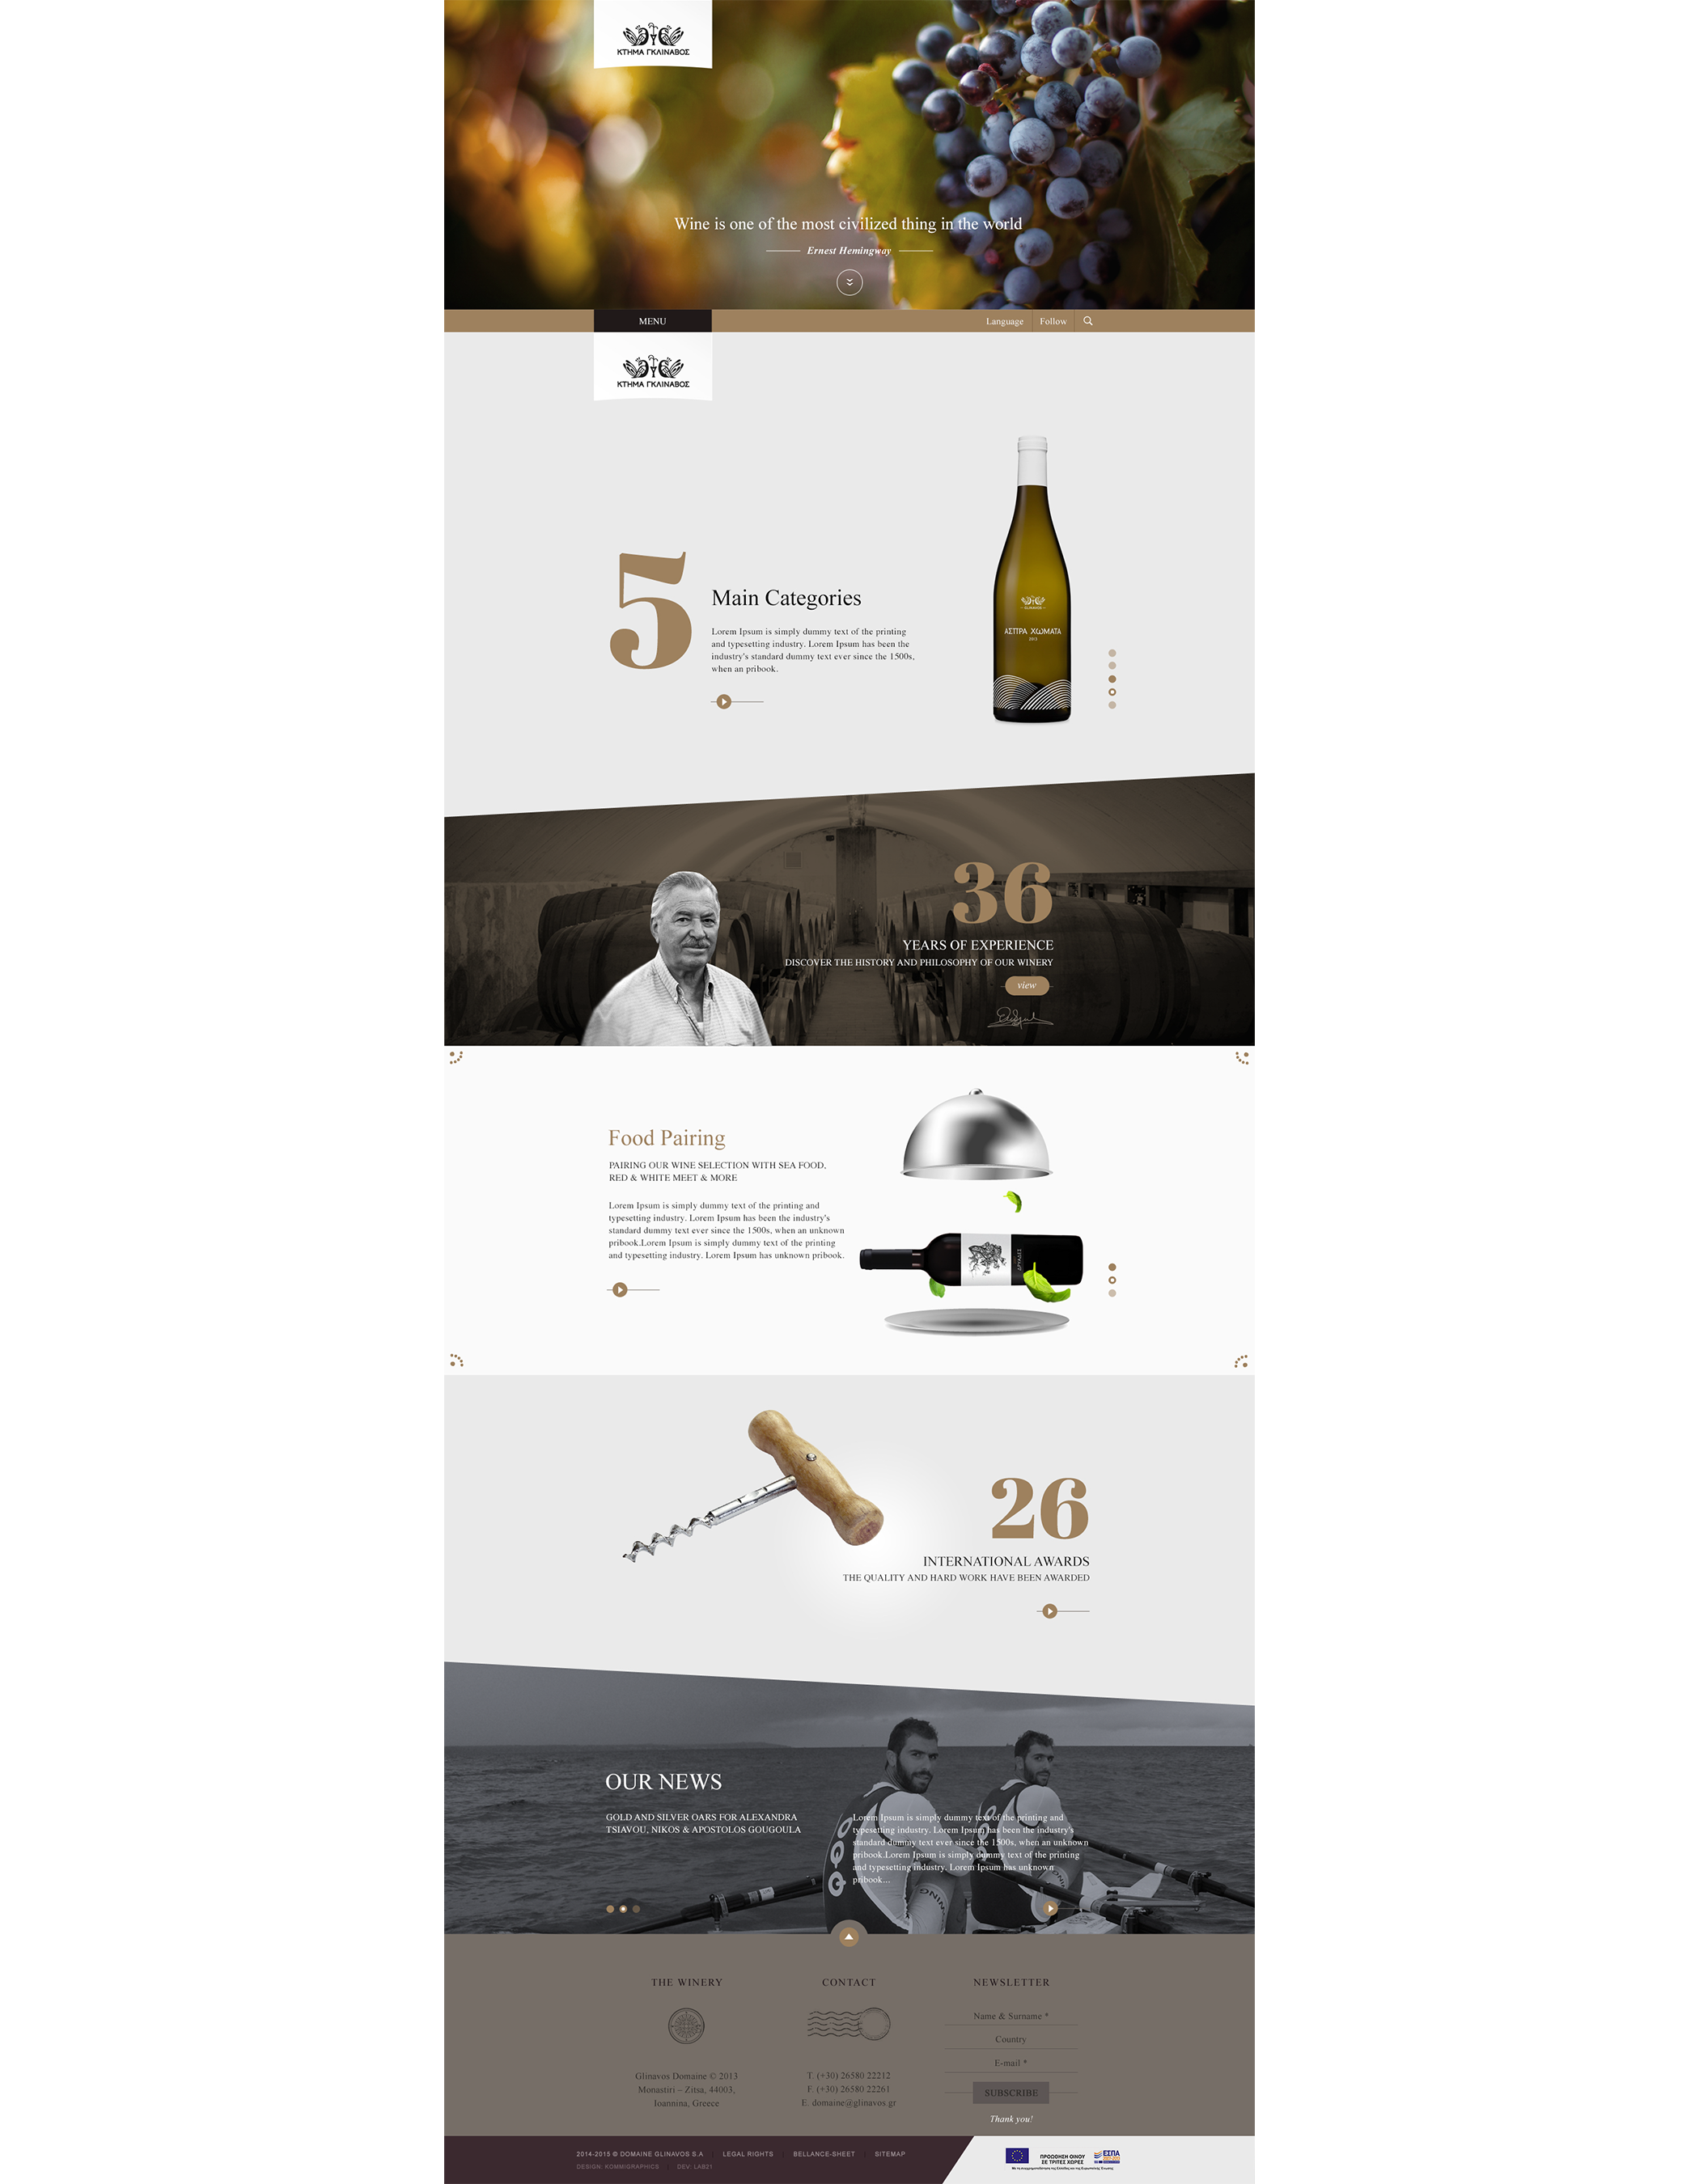 ΚΤΗΜΑ ΓΚΛΙΝΑΒΟΣ
Wine is one of the most civilized thing in the world
Ernest Hemingway
MENU
Language
Follow
ΚΤΗΜΑ ΓΚΛΙΝΑΒΟΣ
5
Main Categories
Lorem Ipsum is simply dummy text of the printing
and typesetting industry. Lorem Ipsum has been the
industry's standard dummy text ever since the 1500s,
when an pribook.
GLINAVOS
ΑΣΠΡΑ ΧΩΜΑΤΑ
2013
36
YEARS OF EXPERIENCE
DISCOVER THE HISTORY AND PHILOSOPHY OF OUR WINERY
view
Food Pairing
PAIRING OUR WINE SELECTION WITH SEA FOOD,
RED & WHITE MEET & MORE
Lorem Ipsum is simply dummy text of the printing and
typesetting industry. Lorem Ipsum has been the industry's
standard dummy text ever since the 1500s, when an unknown
pribook.Lorem Ipsum is simply dummy text of the printing
and typesetting industry. Lorem Ipsum has unknown pribook.
26
INTERNATIONAL AWARDS
THE QUALITY AND HARD WORK HAVE BEEN AWARDED
OUR NEWS
GOLD AND SILVER OARS FOR ALEXANDRA
TSIAVOU, NIKOS & APOSTOLOS GOUGOULA
Lorem Ipsum is simply dummy text of the printing and
typesetting industry. Lorem Ipsum has been the industry's
standard dummy text ever since the 1500s, when an unknown
pribook.Lorem Ipsum is simply dummy text of the printing
and typesetting industry. Lorem Ipsum has unknown
pribook...
THE WINERY
Glinavos Domaine © 2013
Monastiri – Zitsa, 44003,
Ioannina, Greece
CONTACT
T. (+30) 26580 22212
F. (+30) 26580 22261
E. domaine@glinavos.gr
NEWSLETTER
Name & Surname *
Country
E-mail *
SUBSCRIBE
Thank you!
2014-2015 © DOMAINE GLINAVOS S.A
LEGAL RIGHTS
BELLANCE-SHEET
SITEMAP
DESIGN: KOMMIGRAPHICS
DEV: LAB21
ΠΡΟΩΘΗΣΗ ΟΙΝΟΥ
ΣΕ ΤΡΙΤΕΣ ΧΩΡΕΣ
ΕΣΠΑ
Με τη συγχρηματοδότηση της Ελλάδας και της Ευρωπαϊκής Ένωσης